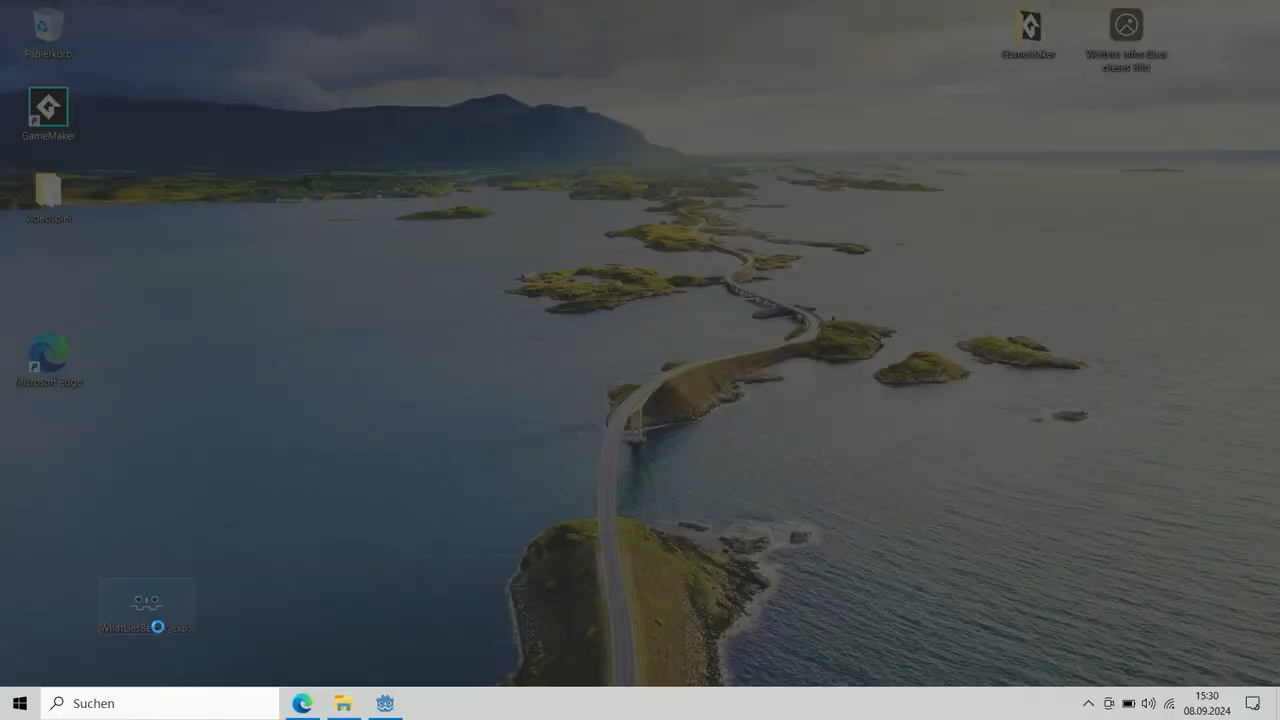 Papierkorb
GameMaker
Weitere Infos über
dieses Bild
GameMaker
Videospiel
Microsoft edge
Suchen
15:30
08.09.2024